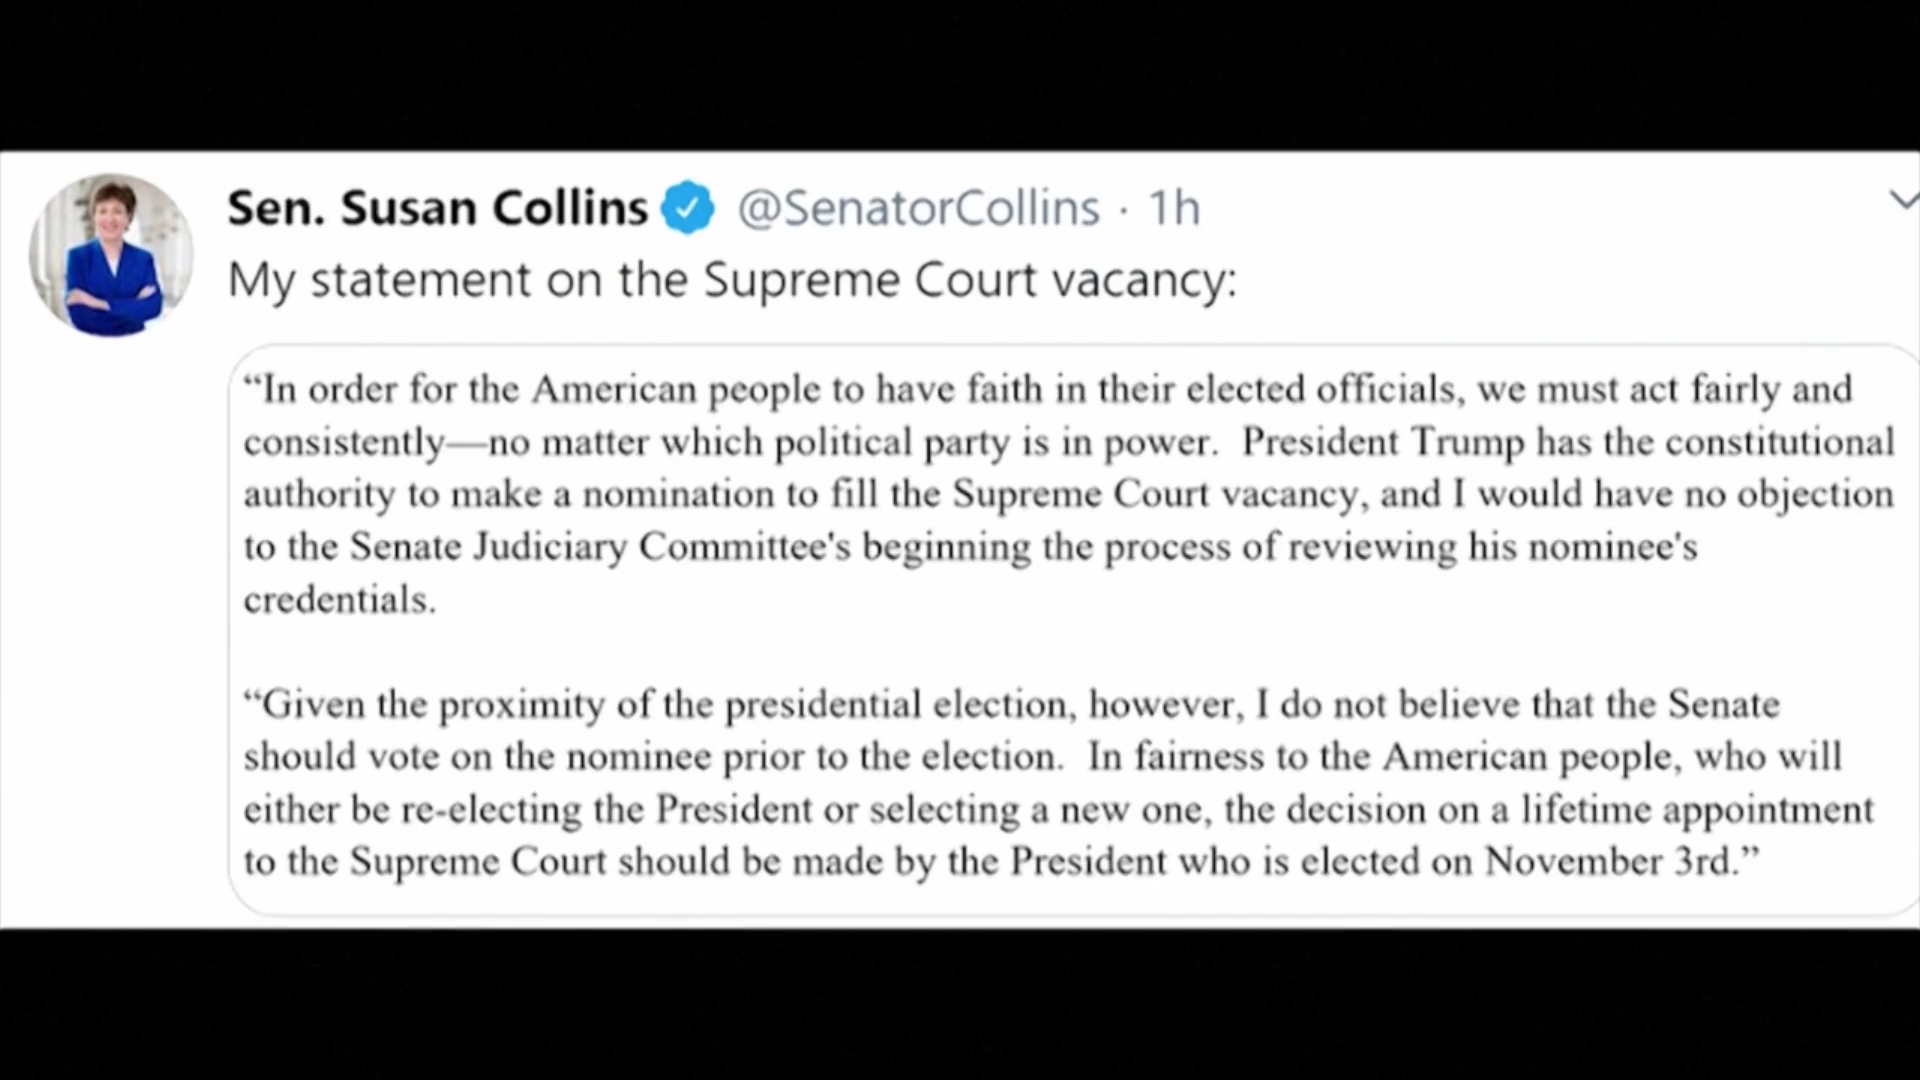 Sen. Susan Collins @SenatorCollins · 1h
My statement on the Supreme Court vacancy:
“In order for the American people to have faith in their elected officials, we must act fairly and
consistently—no matter which political party is in power.  President Trump has the constitutional
authority to make a nomination to fill the Supreme Court vacancy, and I would have no objection
to the Senate Judiciary Committee's beginning the process of reviewing his nominee's
credentials.
“Given the proximity of the presidential election, however, I do not believe that the Senate
should vote on the nominee prior to the election.  In fairness to the American people, who will
either be re-electing the President or selecting a new one, the decision on a lifetime appointment
to the Supreme Court should be made by the President who is elected on November 3rd.”